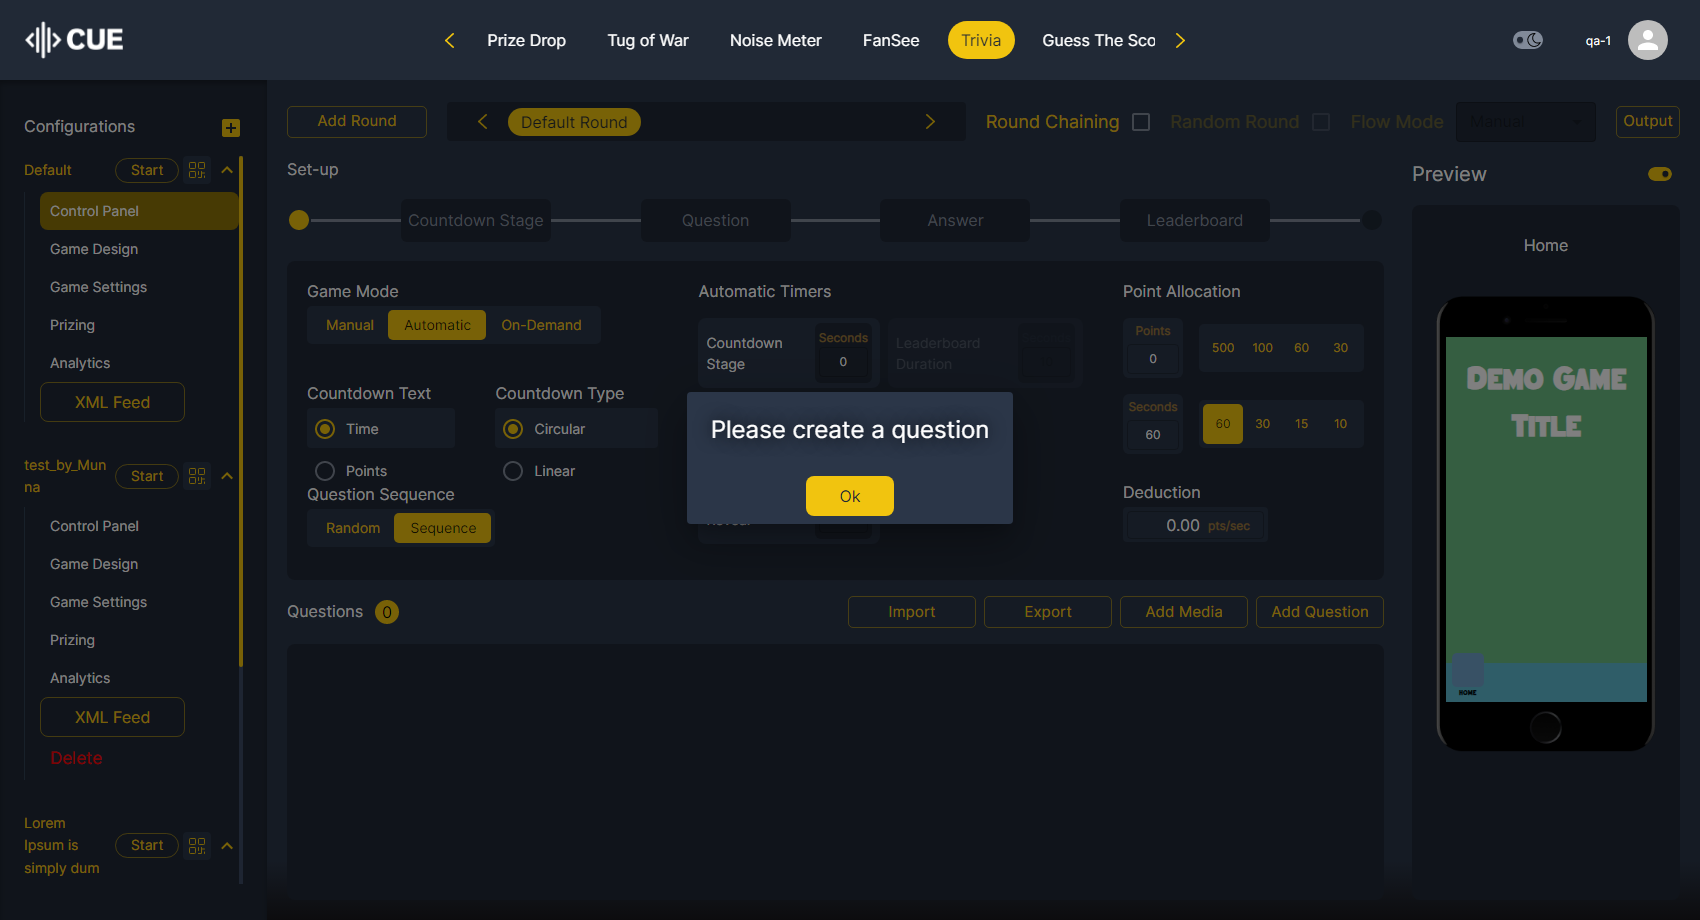 CUE
Prize Drop
Tug of War
Noise Meter
FanSee
Trivia
Guess The Sco
qa-1
Configurations
Default
Start
Control Panel
Game Design
Game Settings
Prizing
Analytics
XML Feed
test_by_Mun
na
Start
Control Panel
Game Design
Game Settings
Prizing
Analytics
XML Feed
Delete
Lorem
Ipsum is
simply dum
Start
Add Round
Default Round
Round Chaining
Random Round
Flow Mode
Manual
Output
Set-up
Countdown Stage
Question
Answer
Leaderboard
Game Mode
Manual
Automatic
On-Demand
Countdown Text
Time
Points
Countdown Type
Circular
Linear
Question Sequence
Random
Sequence
Automatic Timers
Countdown
Stage
Seconds
0
Leaderboard
Duration
Point Allocation
Points
0
500
100
60
30
Seconds
60
60
30
15
10
Deduction
0.00
pts/sec
Please create a question
Ok
Questions
0
Import
Export
Add Media
Add Question
Preview
Home
Demo Game
Title
HOME